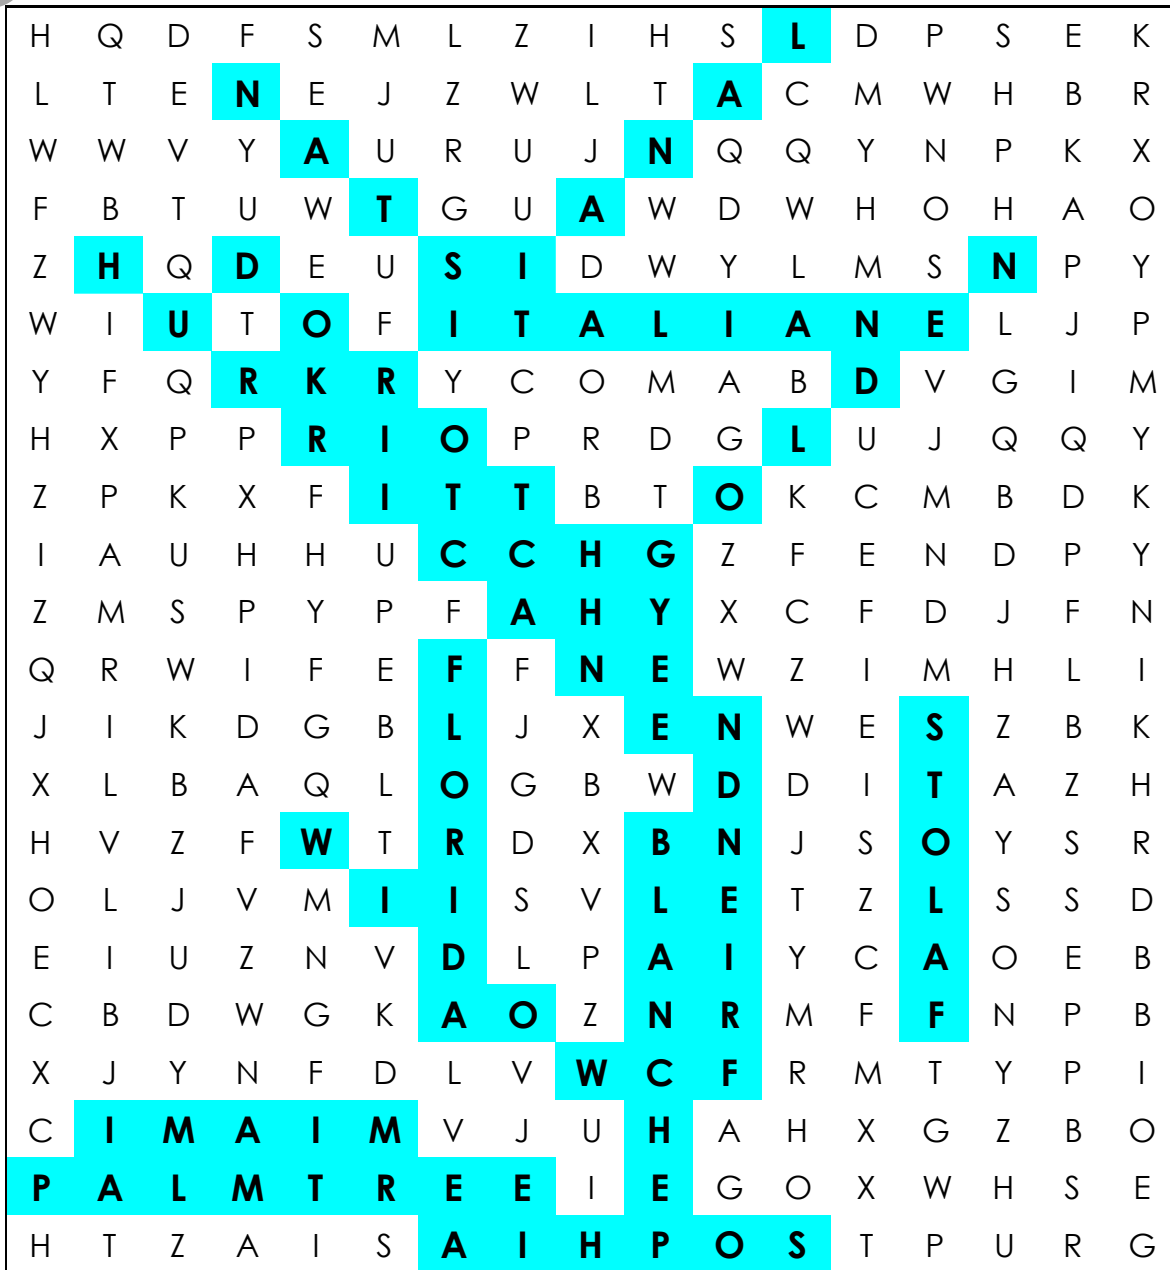 H Q D F S M L Z I H S L D P S E K
L T E N E J Z W L T A C M W H B R
W W V Y A U R U J N Q Q Y N P K X
F B T U W T G U A W D W H O H A O
Z H Q D E U S I D W Y L M S N P Y
W I U T O F I T A L I A N E L J P
Y F Q R K R Y C O M A B D V G I M
H X P P R I O P R D G L U J Q Q Y
Z P K X F I T T B T O K C M B D K
I A U H H U C C H G Z F E N D P Y
Z M S P Y P F A H Y X C F D J F N
Q R W I F E F F N E W Z I M H L I
J I K D G B L J X E N W E S Z B K
X L B A Q L O G B W D D I T A Z H
H V Z F W T R D X B N J S O Y S R
O L J V M I I S V L E T Z L S S D
E I U Z N V D L P A I Y C A O E B
C B D W G K A O Z N R M F F N P B
X J Y N F D L V W C F R M T Y P I
C I M A I M V J U H A H X G Z B O
P A L M T R E E I E G O X W H S E
H T Z A I S A I H P O S T P U R G